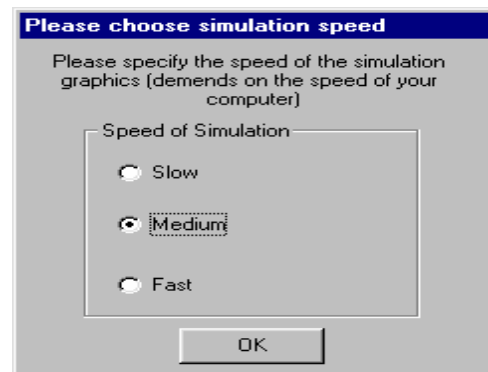 Please choose simulation speed
Please specify the speed of the simulation
graphics (demends on the speed of your
computer)
Speed of Simulation
Slow
Medium
Fast
OK